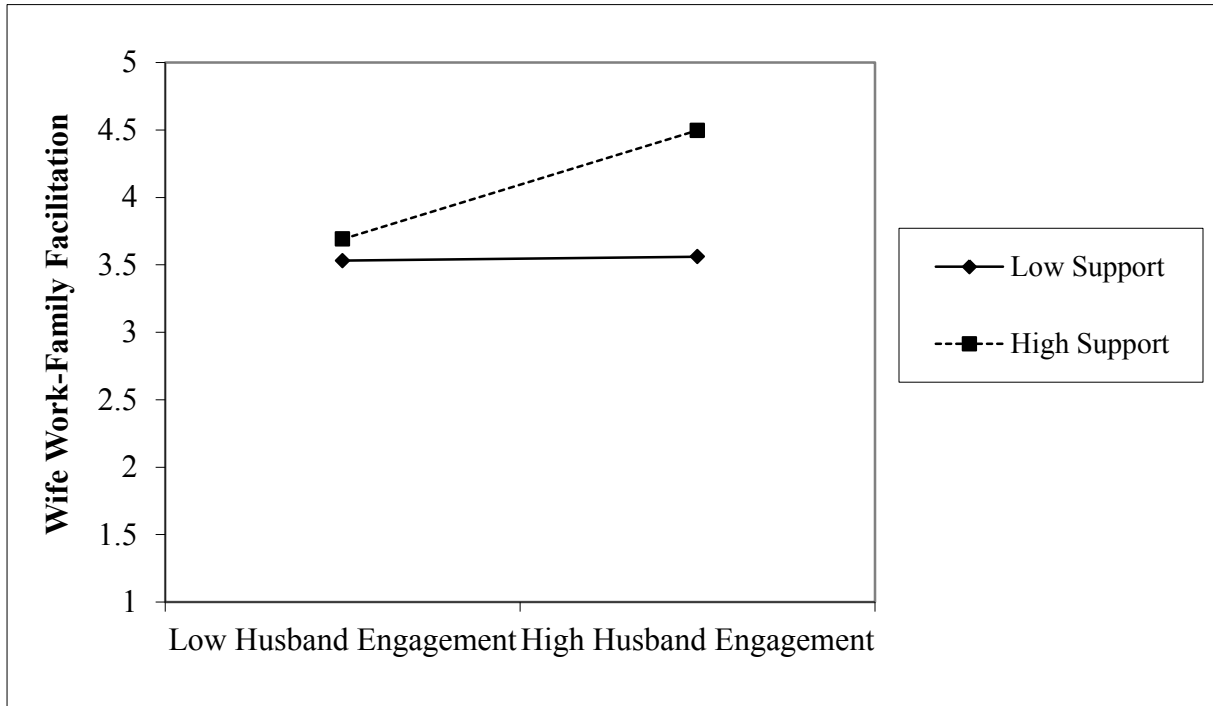 Wife Work-Family Facilitation
5
4.5
4
3.5
3
2.5
2
1.5
1
Low Husband Engagement High Husband Engagement
Low Support
High Support